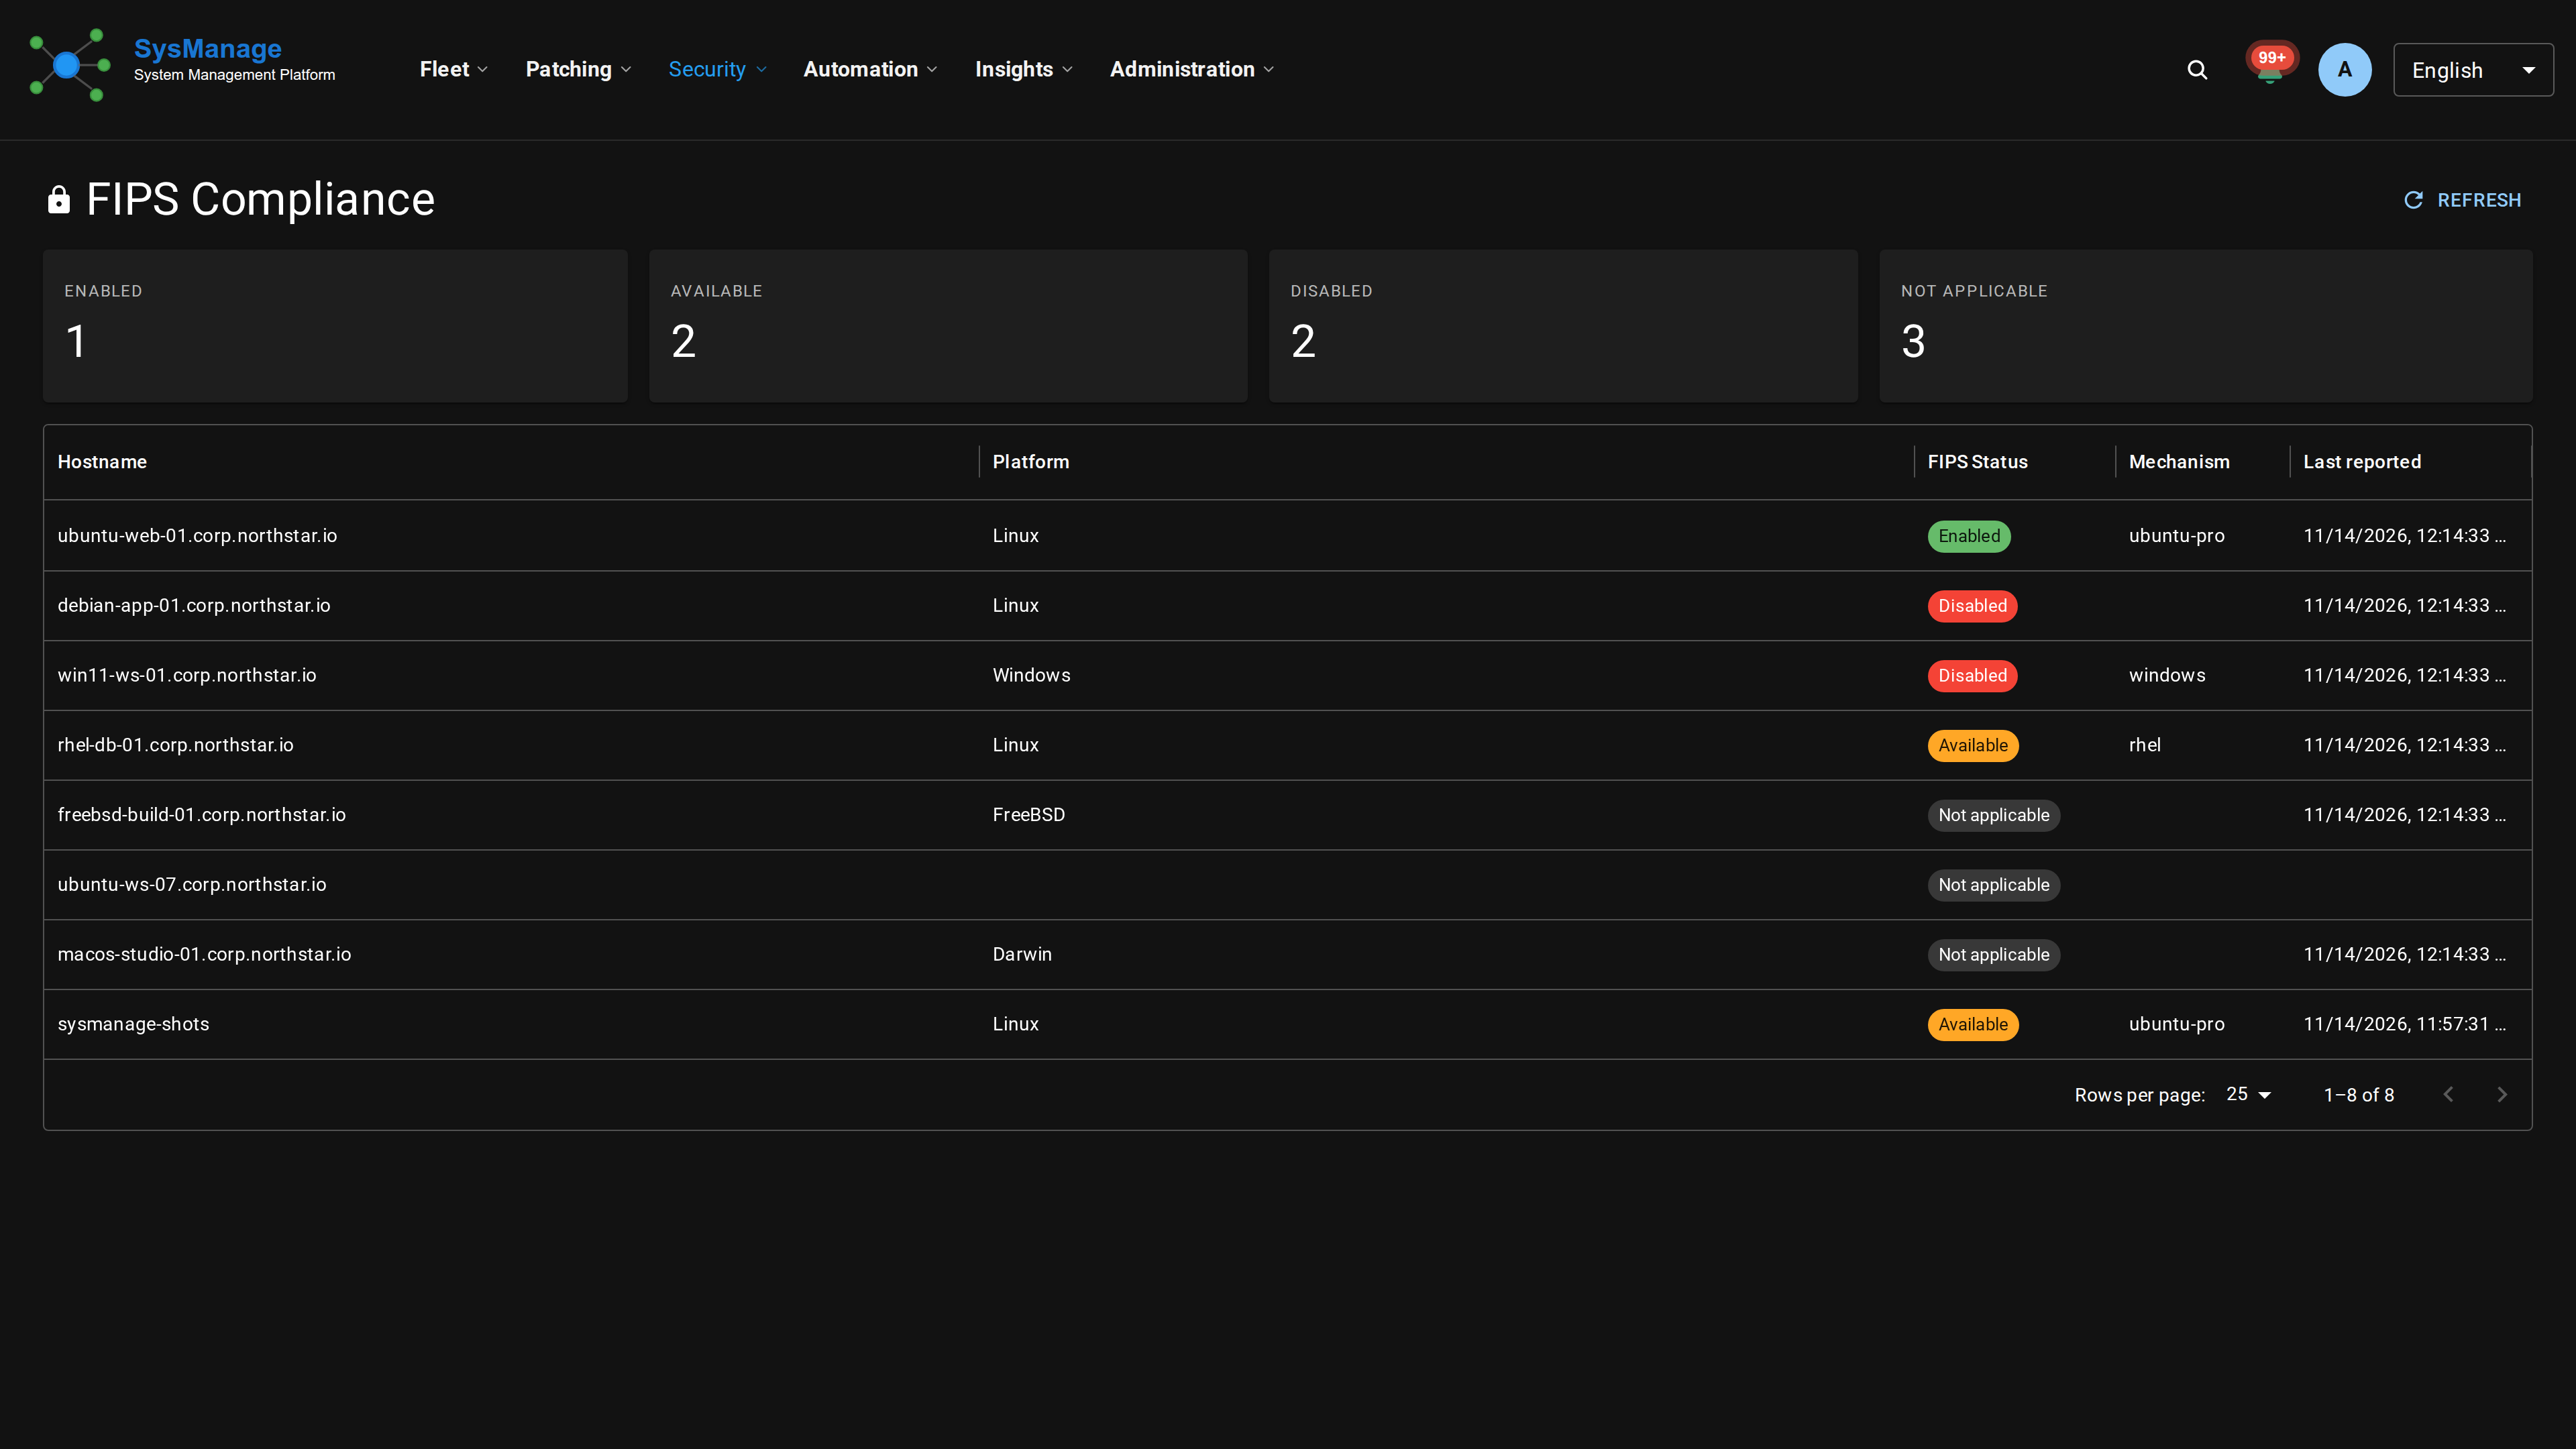 SysManage
System Management Platform
Fleet Patching Security Automation Insights Administration
99+ A English
FIPS Compliance
REFRESH
ENABLED AVAILABLE DISABLED NOT APPLICABLE
1 2 2 3
Hostname Platform FIPS Status Mechanism Last reported
ubuntu-web-01.corp.northstar.io Linux Enabled ubuntu-pro 11/14/2026, 12:14:33 ...
debian-app-01.corp.northstar.io Linux Disabled 11/14/2026, 12:14:33 ...
win11-ws-01.corp.northstar.io Windows Disabled windows 11/14/2026, 12:14:33 ...
rhel-db-01.corp.northstar.io Linux Available rhel 11/14/2026, 12:14:33 ...
freebsd-build-01.corp.northstar.io FreeBSD Not applicable 11/14/2026, 12:14:33 ...
ubuntu-ws-07.corp.northstar.io Not applicable
macos-studio-01.corp.northstar.io Darwin Not applicable 11/14/2026, 12:14:33 ...
sysmanage-shots Linux Available ubuntu-pro 11/14/2026, 11:57:31 ...
Rows per page: 25 1–8 of 8